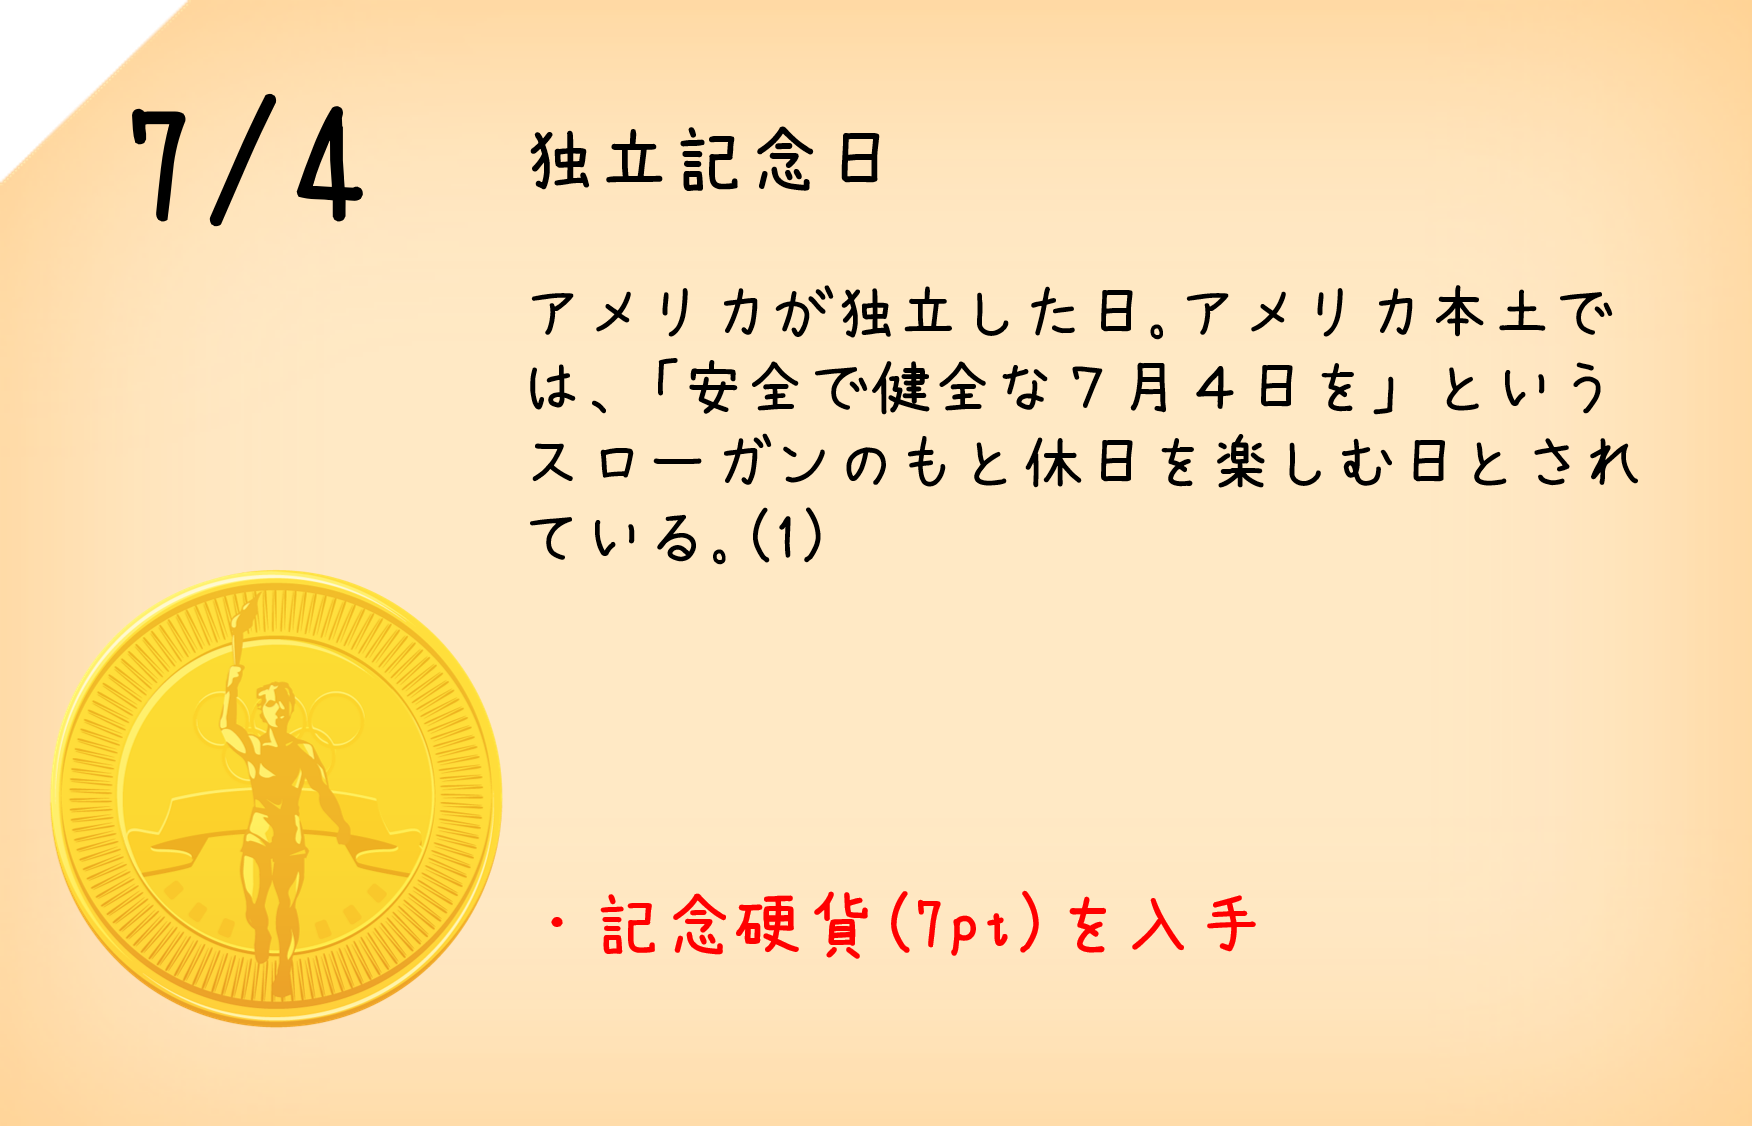 7/4
独立記念日
アメリカが独立した日。アメリカ本土で
は、「安全で健全な７月４日を」という
スローガンのもと休日を楽しむ日とされ
ている。(1)
・記念硬貨(7pt)を入手